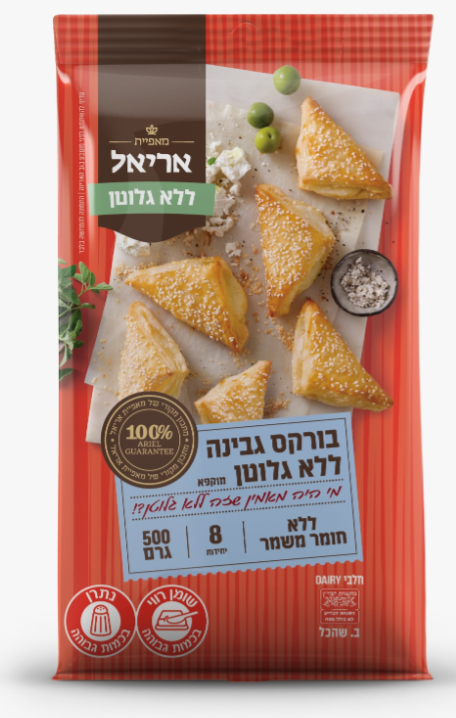 מאפיית
אריאל
ללא גלוטן
100%
ARIEL
GUARANTEE
בורקס גבינה
ללא גלוטן מוקפא
מי היה מאמין שזה ללא גלוטן?!
ללא
חומר משמר
8
יחידות
500
גרם
חלבי DAIRY
ב. שהכל
נתרן
בכמות גבוהה
שומן רווי
בכמות גבוהה